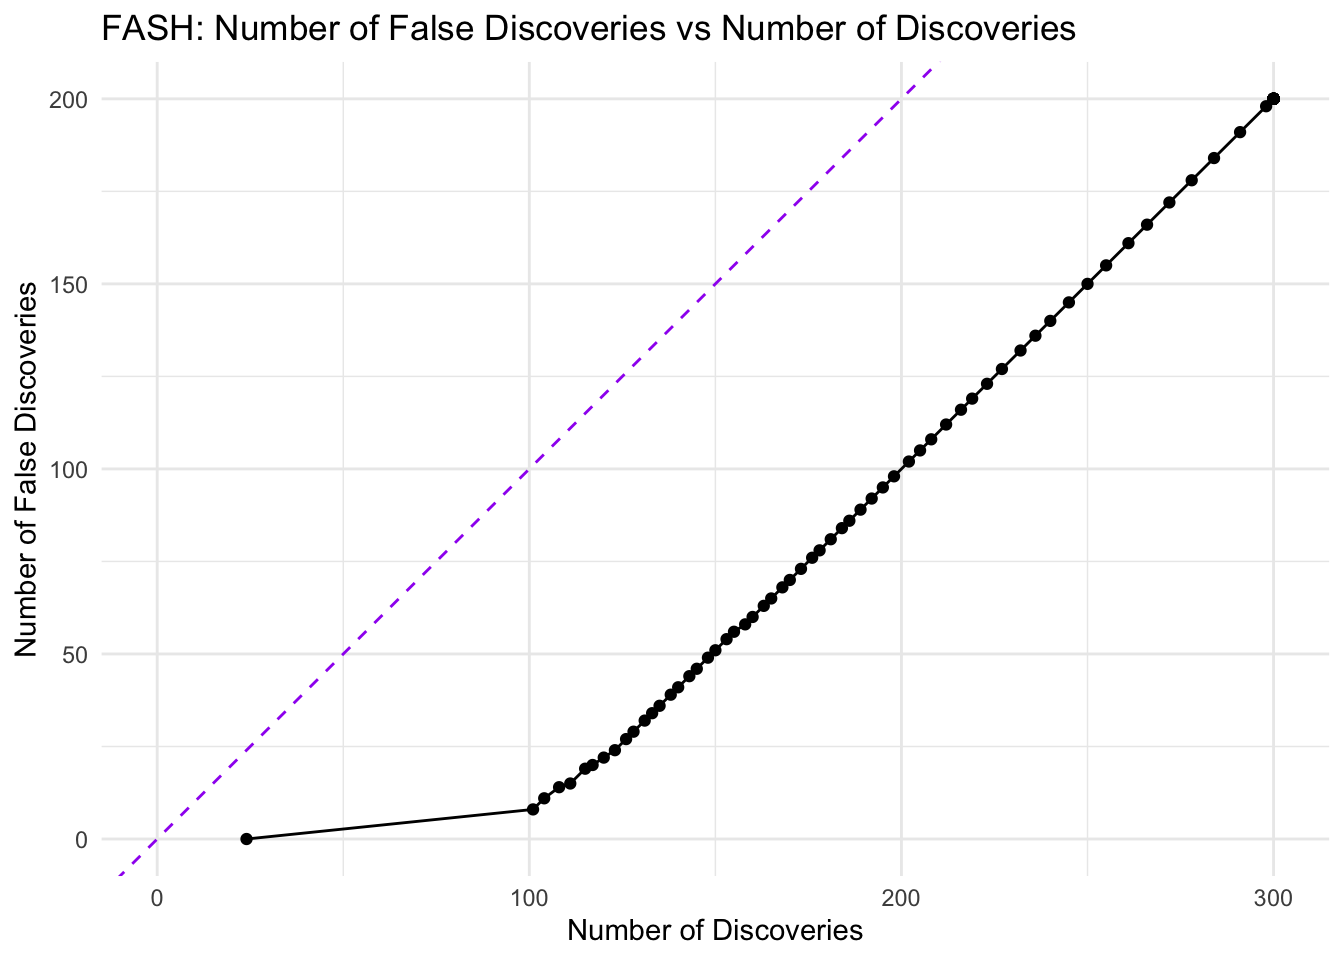 FASH: Number of False Discoveries vs Number of Discoveries
200
150
100
50
0
Number of False Discoveries
0 100 200 300
Number of Discoveries